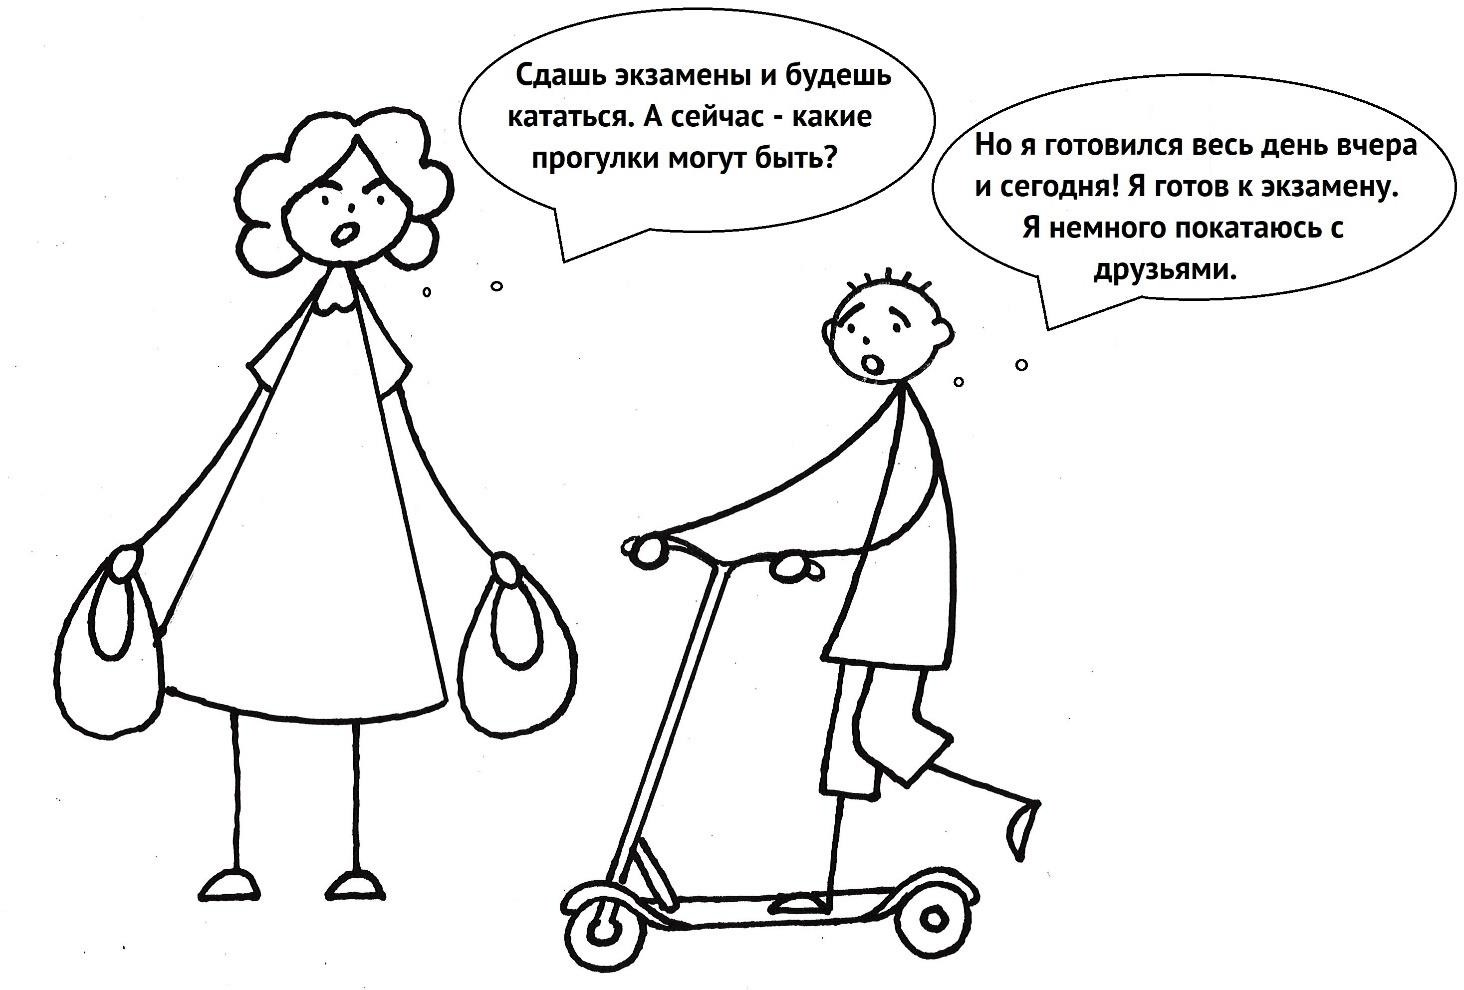 Сдашь экзамены и будешь
кататься. А сейчас - какие
прогулки могут быть?
Но я готовился весь день вчера
и сегодня! Я готов к экзамену.
Я немного покатаюсь с
друзьями.